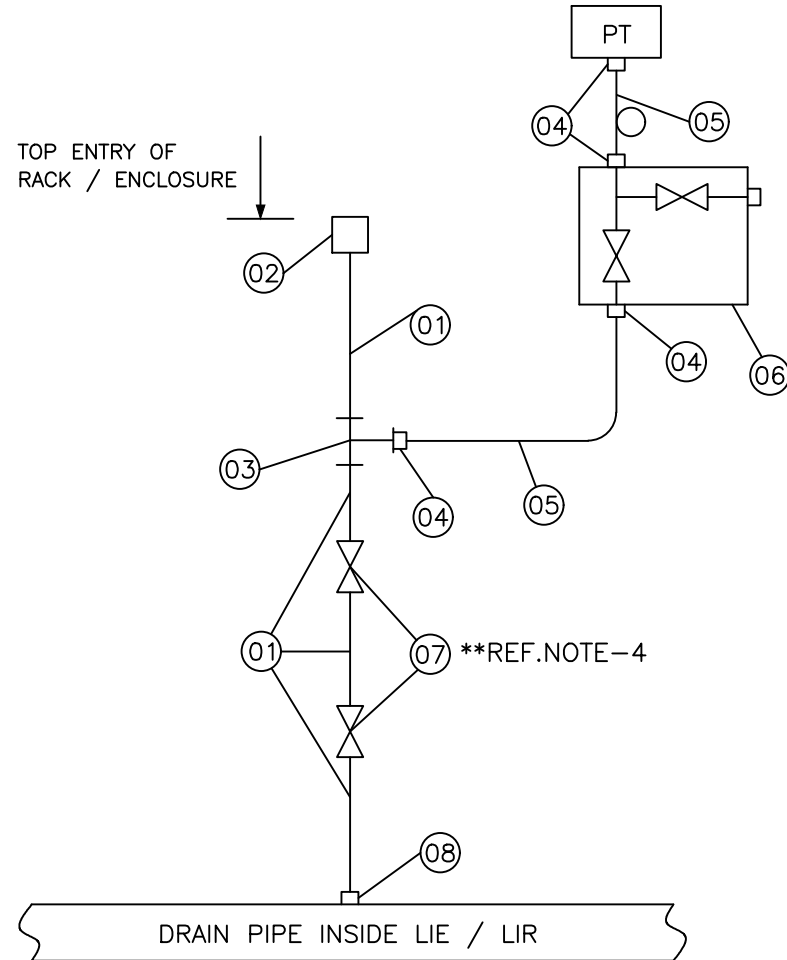 PT
04
05
TOP ENTRY OF
RACK / ENCLOSURE
02
01
04
06
03
04
05
01
07 **REF.NOTE-4
08
DRAIN PIPE INSIDE LIE / LIR